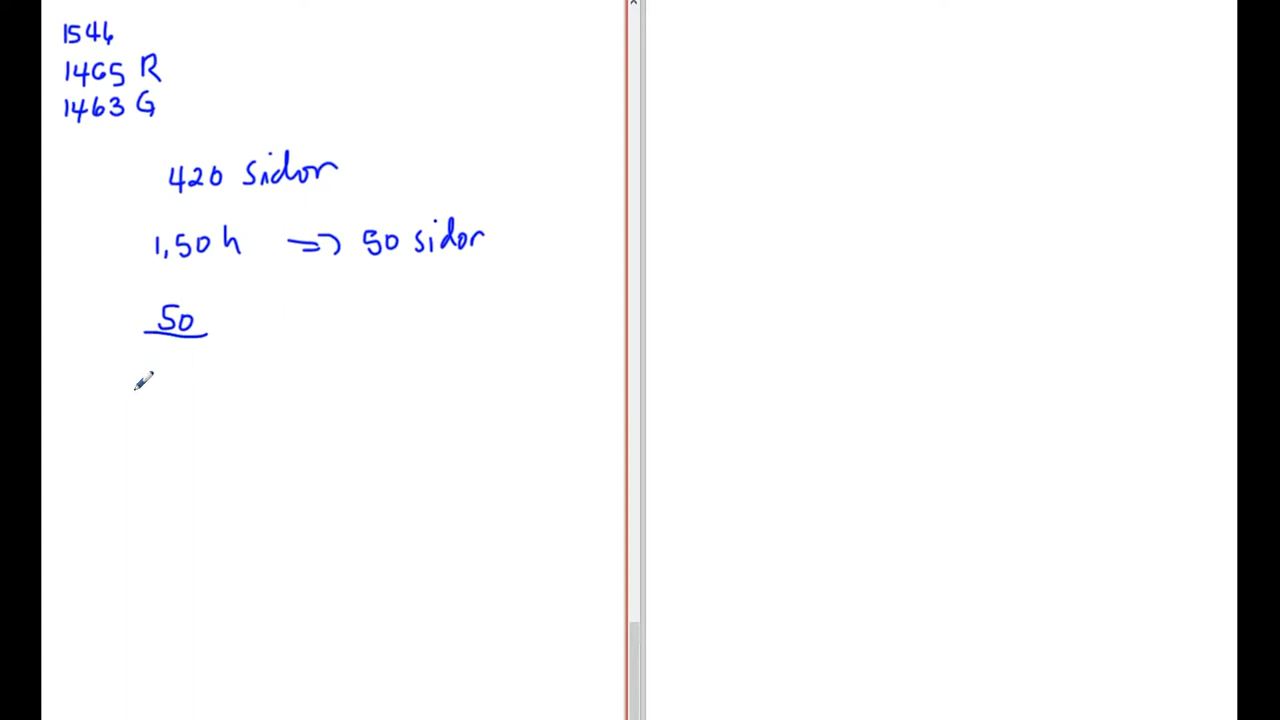 1546
1465 R
1463 G
420 sidor
1,50 h => 50 sidor
50